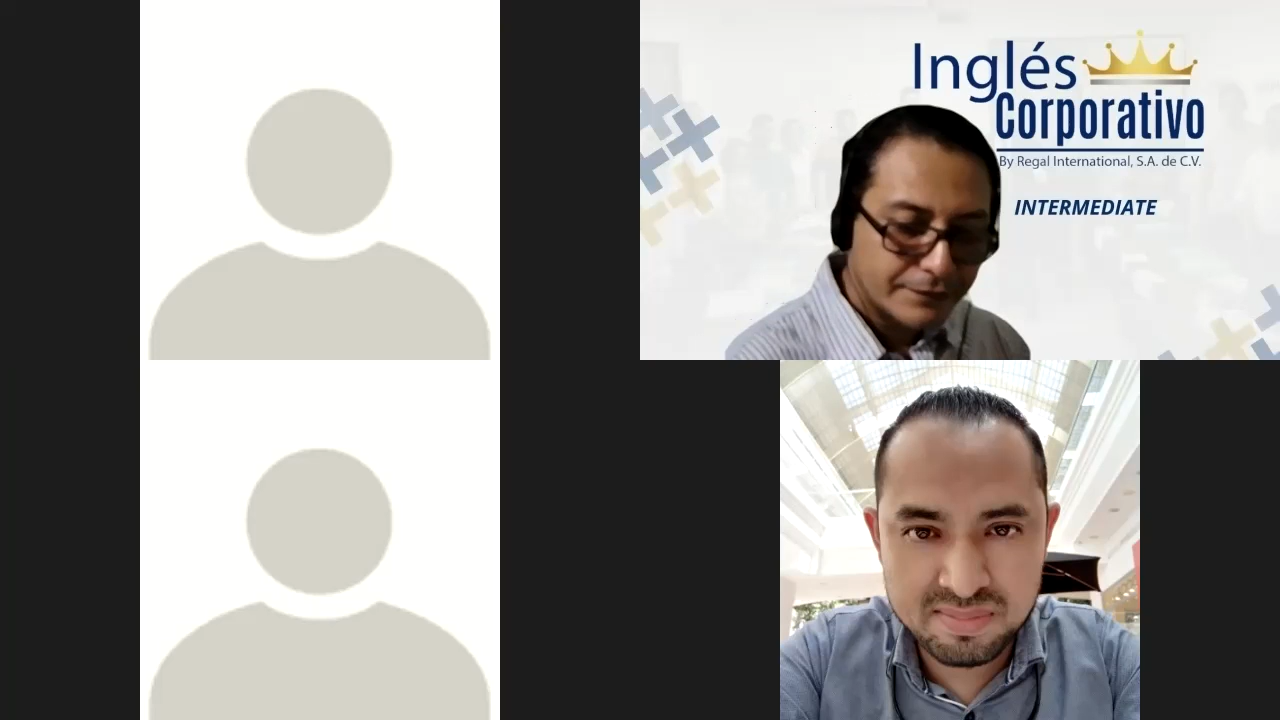 Inglés
Corporativo
By Regal International, S.A. de C.V.
INTERMEDIATE